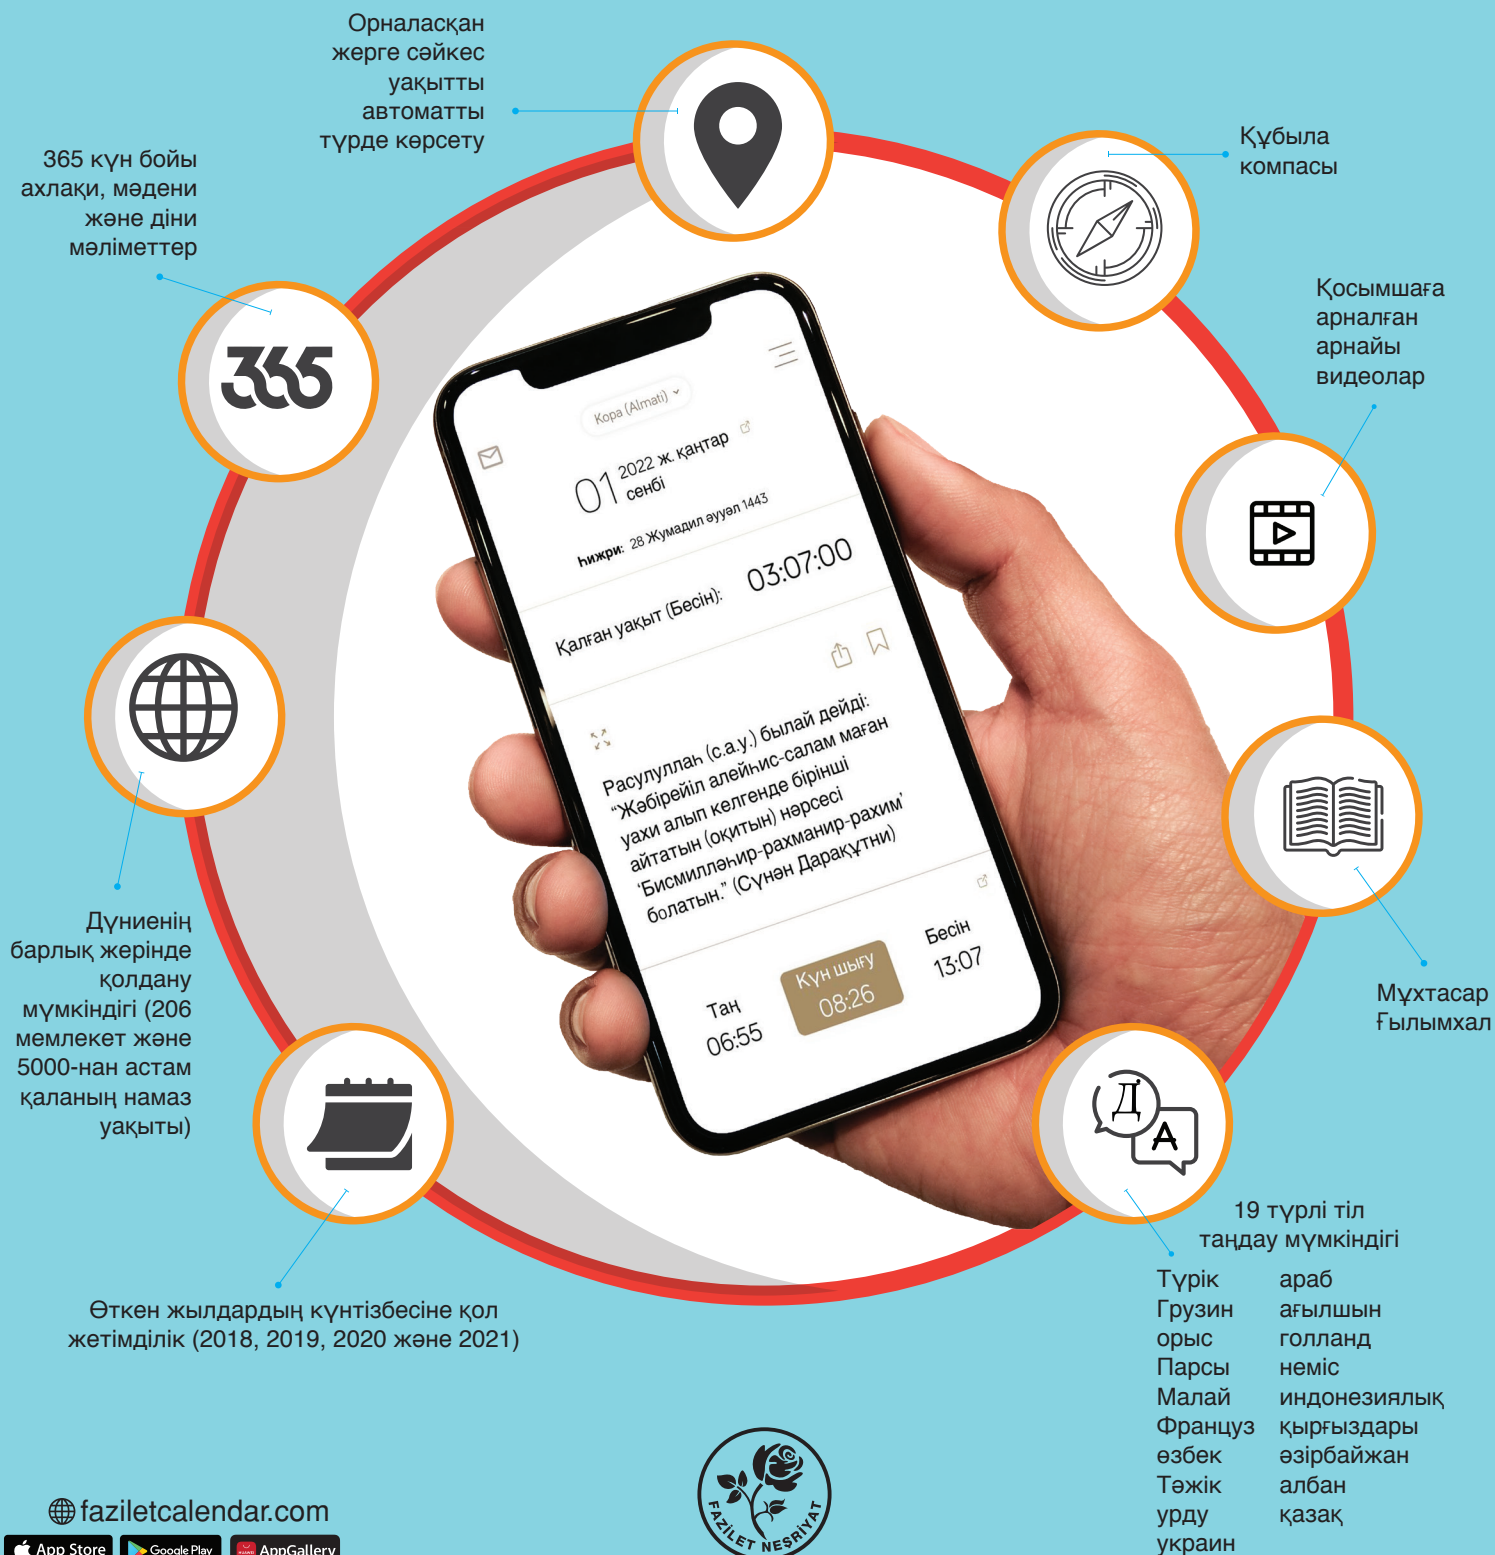 Орналасқан
жерге сәйкес
уақытты
автоматты
түрде көрсету
Құбыла
компасы
365 күн бойы
ахлақи, мәдени
және діни
мәліметтер
365
Қосымшаға
арналған
арнайы
видеолар
Kopa (Almati)
01 2022 ж. қаңтар
сенбі
Һижри: 28 Жумадил әууәл 1443
Қалған уақыт (Бесін): 03:07:00
Расулуллаһ (с.а.у.) былай дейді:
“Жәбірейіл алейһис-салам маған
уахи алып келгенде бірінші
айтатын (оқитын) нәрсесі
‘Бисмилләһир-рахманир-рахим’
болатын.” (Сүнән Дарақұтни)
Таң
06:55
Күн шығу
08:26
Бесін
13:07
Дүниенің
барлық жерінде
қолдану
мүмкіндігі (206
мемлекет және
5000-нан астам
қаланың намаз
уақыты)
Мұхтасар
Ғылымхал
Д
A
Өткен жылдардың күнтізбесіне қол
жетімділік (2018, 2019, 2020 және 2021)
19 түрлі тіл
таңдау мүмкіндігі
Түрік араб
Грузин ағылшын
орыс голланд
Парсы неміс
Малай индонезиялық
Француз қырғыздары
өзбек әзірбайжан
Тәжік албан
урду қазақ
украин
faziletcalendar.com
App Store
Google Play
HUAWEI AppGallery
FAZİLET NEŞRİYAT